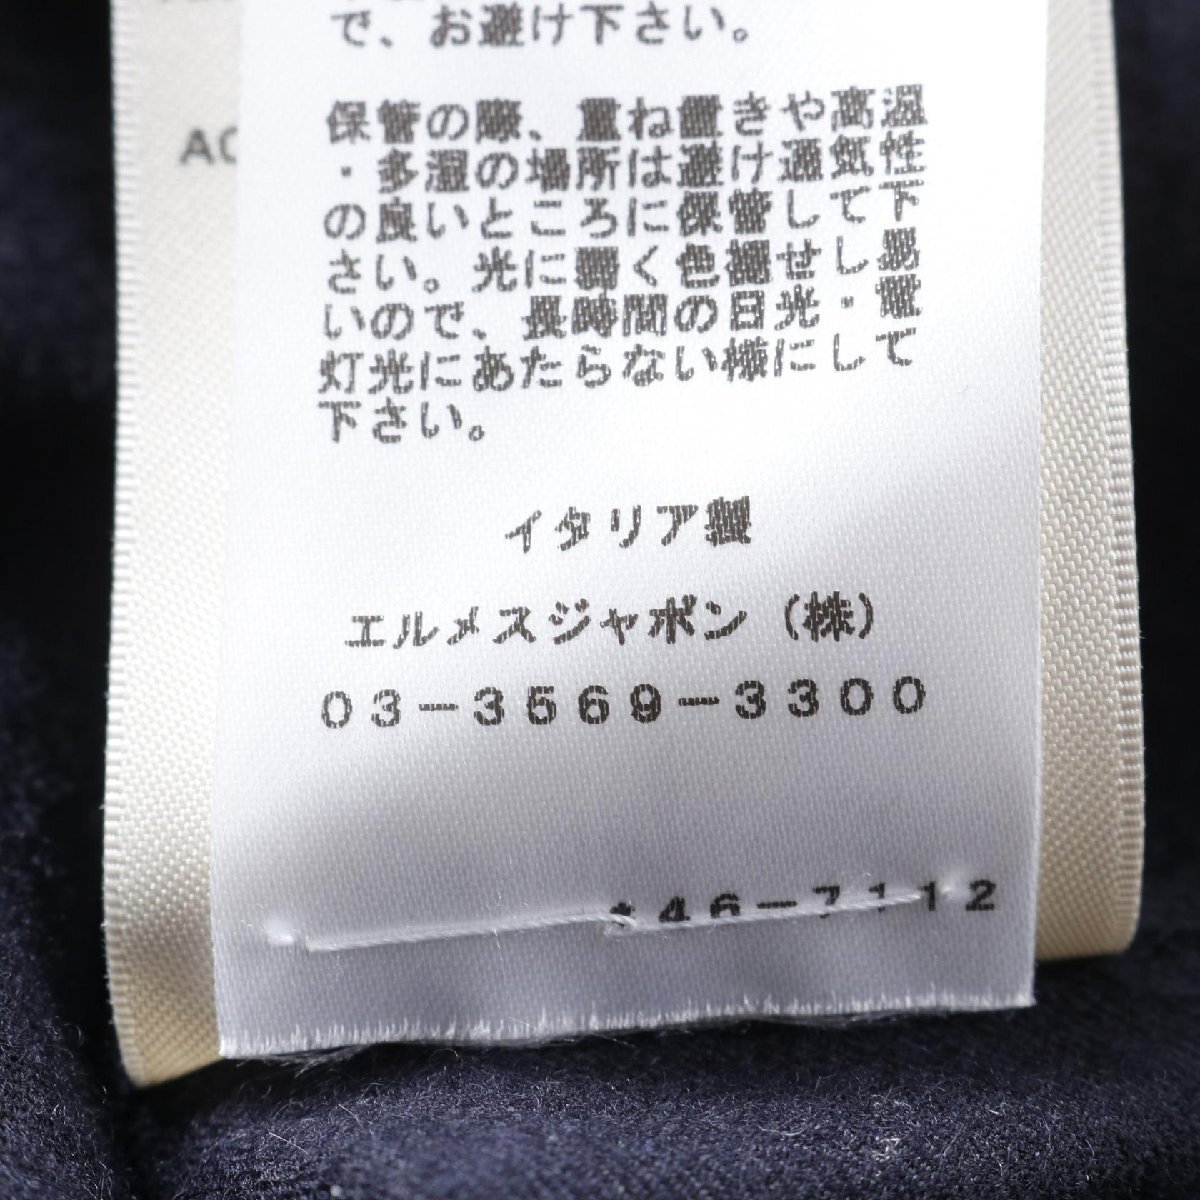 で、お避け下さい。
保管の際、重ね置きや高温
・多湿の場所は避け通気性
の良いところに保管して下
さい。光に弱く色褪せし易
いので、長時間の日光・電
灯光にあたらない様にして
下さい。
イタリア製
エルメスジャポン（株）
03-3569-3300
46-7112
AC